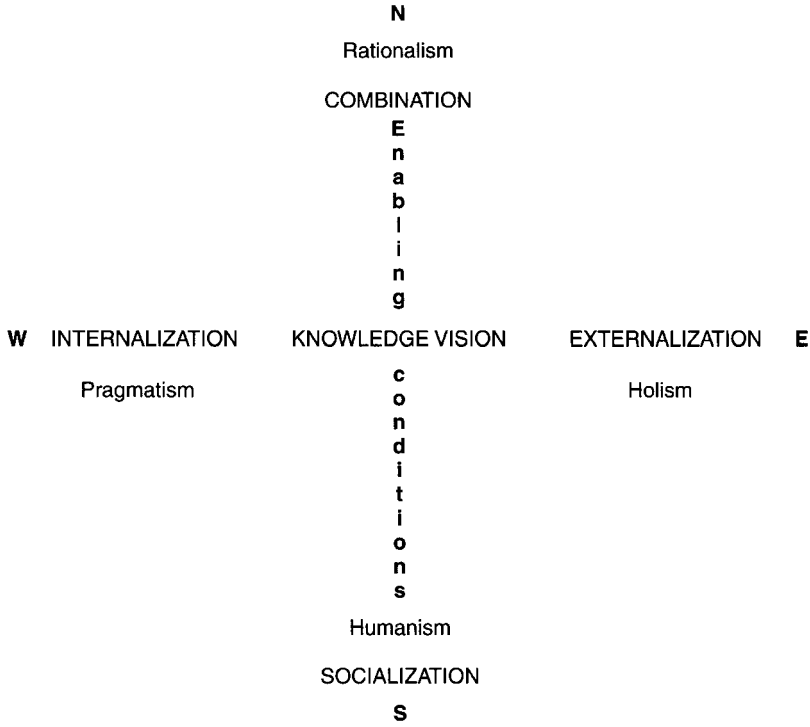 N
Rationalism
COMBINATION
E
n
a
b
l
i
n
g
W INTERNALIZATION KNOWLEDGE VISION EXTERNALIZATION E
Pragmatism Holism
c
o
n
d
i
t
i
o
n
s
Humanism
SOCIALIZATION
S